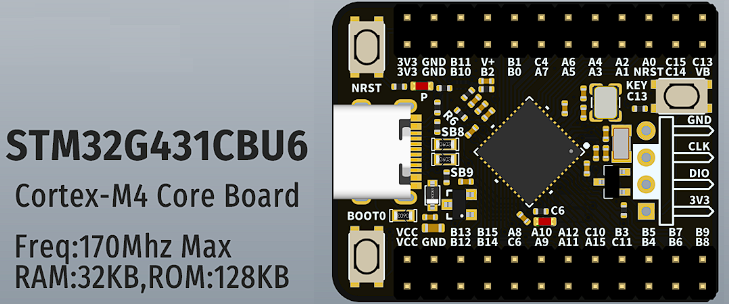 STM32G431CBU6
Cortex-M4 Core Board
Freq:170Mhz Max
RAM:32KB,ROM:128KB
3V3 GND B11 V+ B1 C4 A6 A4 A2 A0 C15 C13
3V3 GND B10 B2 B0 A7 A5 A3 A1 NRST C14 VB
NRST
P
KEY
C13
R6
SB8
SB9
GND
CLK
DIO
3V3
BOOT0
C6
VCC B13 B15 A8 A10 A12 C10 B3 B5 B7 B9
VCC GND B12 B14 C6 A9 A11 A15 C11 B4 B6 B8